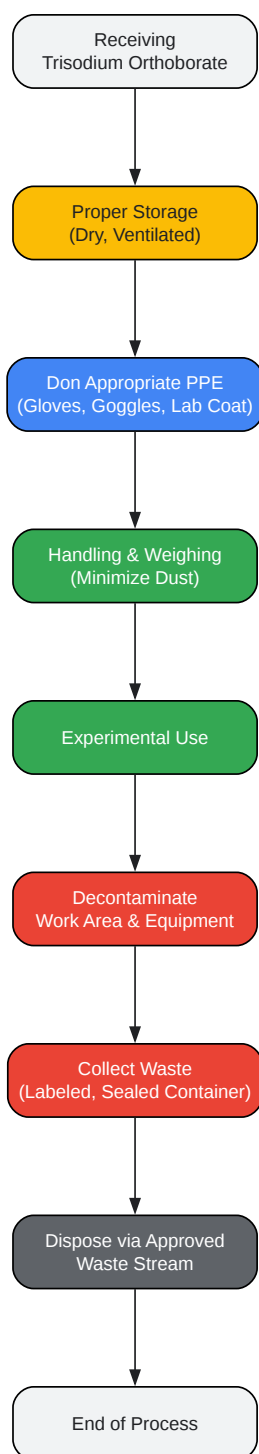 Receiving
Trisodium Orthoborate
Proper Storage
(Dry, Ventilated)
Don Appropriate PPE
(Gloves, Goggles, Lab Coat)
Handling & Weighing
(Minimize Dust)
Experimental Use
Decontaminate
Work Area & Equipment
Collect Waste
(Labeled, Sealed Container)
Dispose via Approved
Waste Stream
End of Process